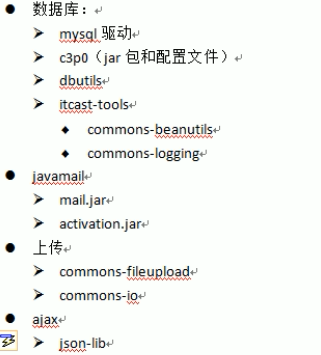 数据库：
mysql 驱动
c3p0（jar 包和配置文件）
dbutils
itcast-tools
commons-beanutils
commons-logging
javamail
mail.jar
activation.jar
上传
commons-fileupload
commons-io
ajax
json-lib